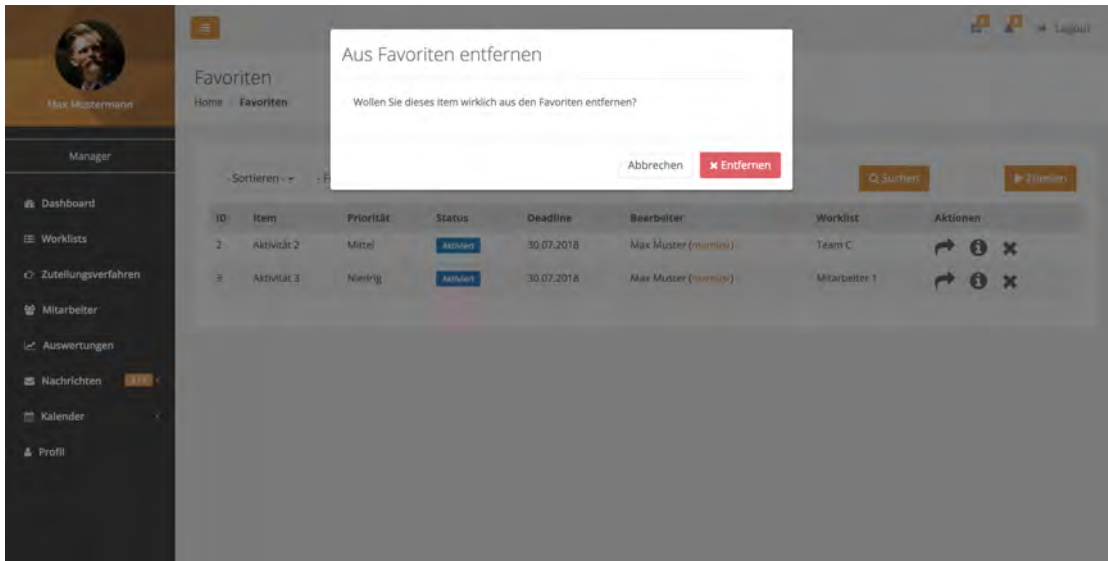 Max Mustermann
Manager
Dashboard
Worklists
Zuteilungsverfahren
Mitarbeiter
Auswertungen
Nachrichten
Kalender
Profil
Logout
Favoriten
Home / Favoriten
Aus Favoriten entfernen
Wollen Sie dieses Item wirklich aus den Favoriten entfernen?
Abbrechen
Entfernen
- Sortieren -
Suchen
ID Item Priorität Status Deadline Bearbeiter Worklist Aktionen
2 Aktivität 2 Mittel Aktiviert 30.07.2018 Max Muster Team C
3 Aktivität 3 Niedrig Aktiviert 30.07.2018 Max Muster Mitarbeiter 1